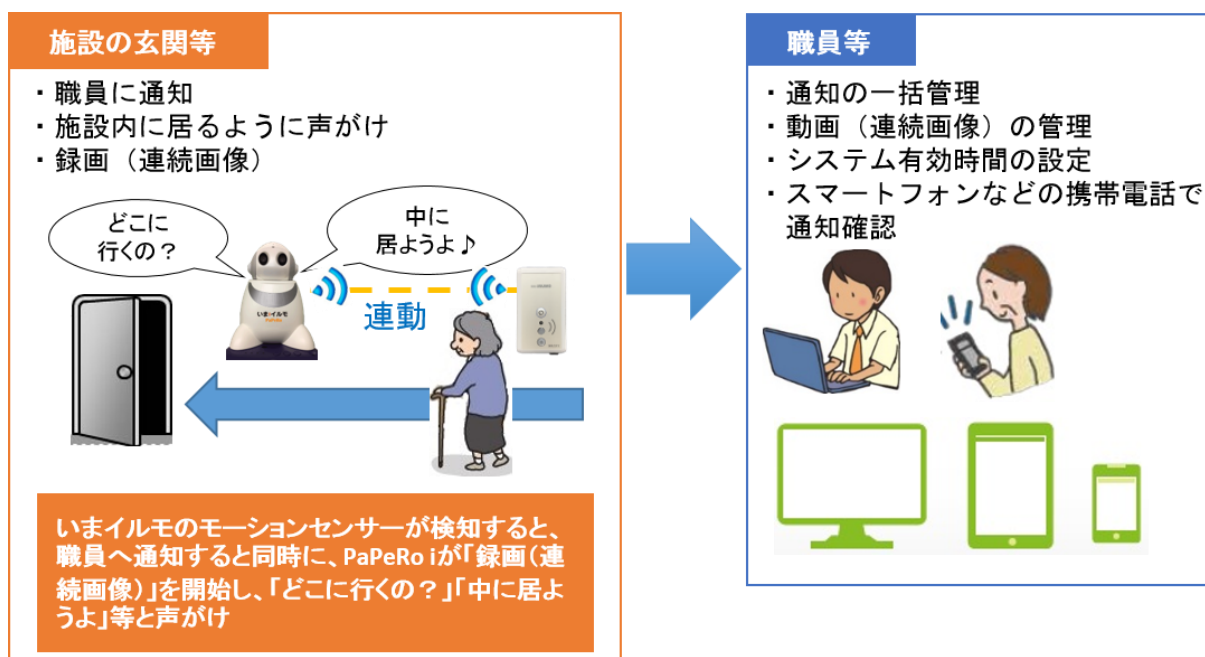 施設の玄関等
・職員に通知
・施設内に居るように声がけ
・録画（連続画像）
どこに
行くの？
中に
居ようよ♪
いまイルモ
連動
いまイルモのモーションセンサーが検知すると、
職員へ通知すると同時に、PaPeRo iが「録画（連
続画像）」を開始し、「どこに行くの？」「中に居よ
うよ」等と声がけ
職員等
・通知の一括管理
・動画（連続画像）の管理
・システム有効時間の設定
・スマートフォンなどの携帯電話で
通知確認